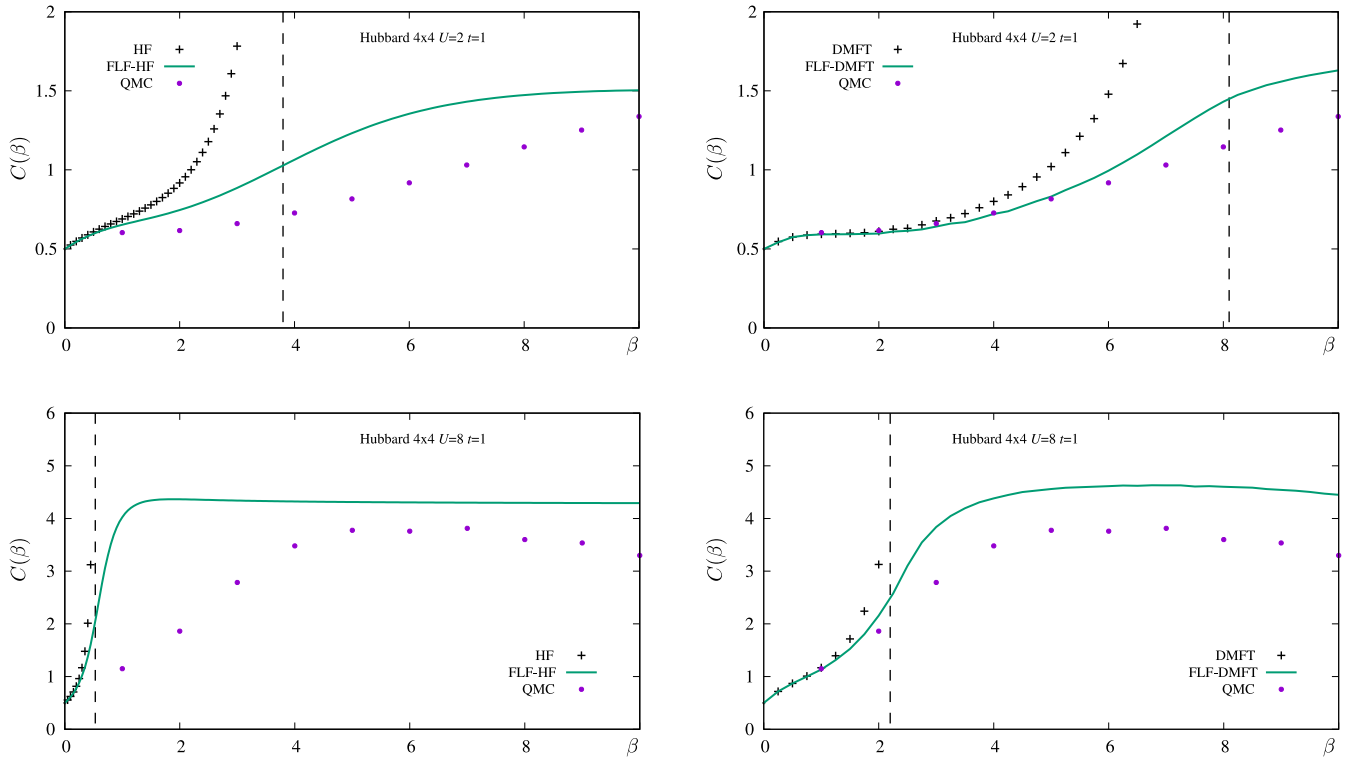 Hubbard 4x4 U=2 t=1
HF
FLF-HF
QMC
C(β)
2
1.5
1
0.5
0
0 2 4 6 8 β
Hubbard 4x4 U=2 t=1
DMFT
FLF-DMFT
QMC
C(β)
2
1.5
1
0.5
0
0 2 4 6 8 β
Hubbard 4x4 U=8 t=1
HF
FLF-HF
QMC
C(β)
6
5
4
3
2
1
0
0 2 4 6 8 β
Hubbard 4x4 U=8 t=1
DMFT
FLF-DMFT
QMC
C(β)
6
5
4
3
2
1
0
0 2 4 6 8 β